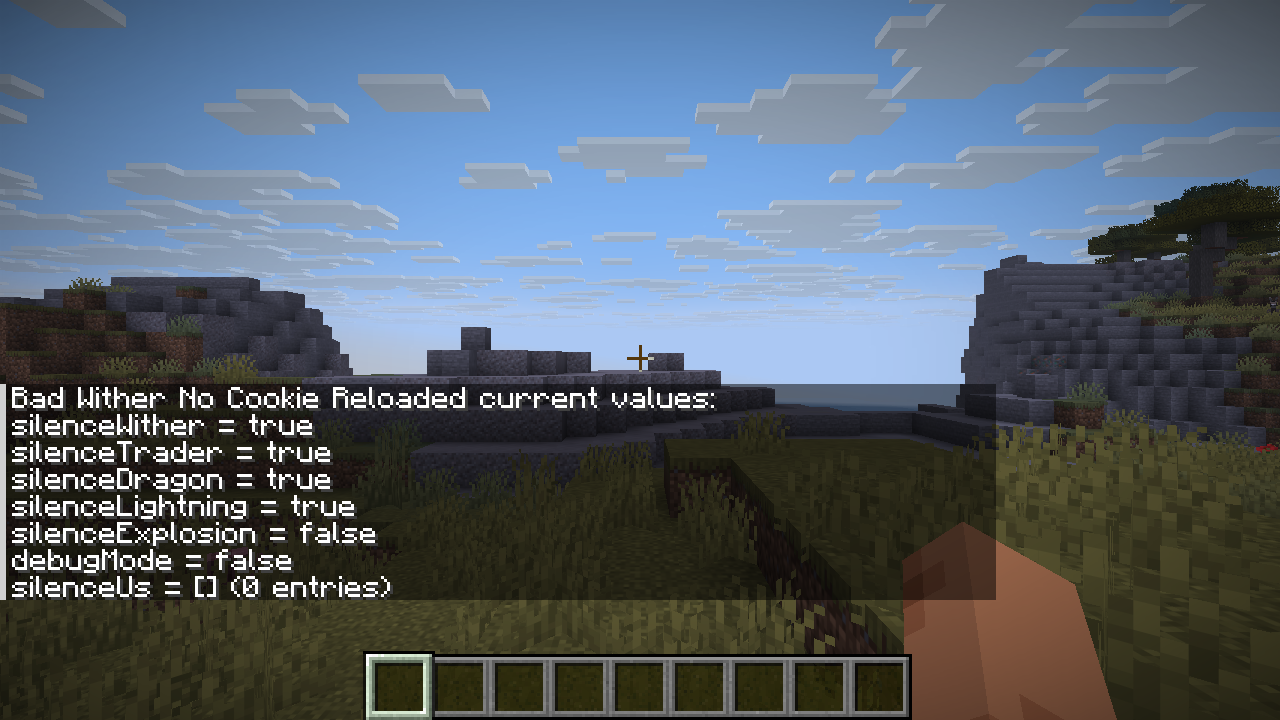 Bad Wither No Cookie Reloaded current values:
silenceWither = true
silenceTrader = true
silenceDragon = true
silenceLightning = true
silenceExplosion = false
debugMode = false
silenceUs = [] (0 entries)